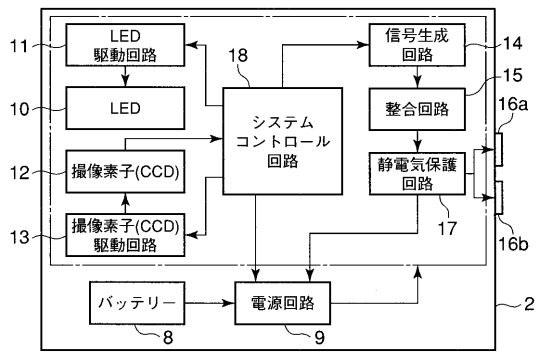 11
LED
駆動回路
10
LED
12
撮像素子(CCD)
13
撮像素子(CCD)
駆動回路
18
システム
コントロール
回路
信号生成
回路
14
15
整合回路
16a
静電気保護
回路
17
16b
バッテリー
8
電源回路
9
2